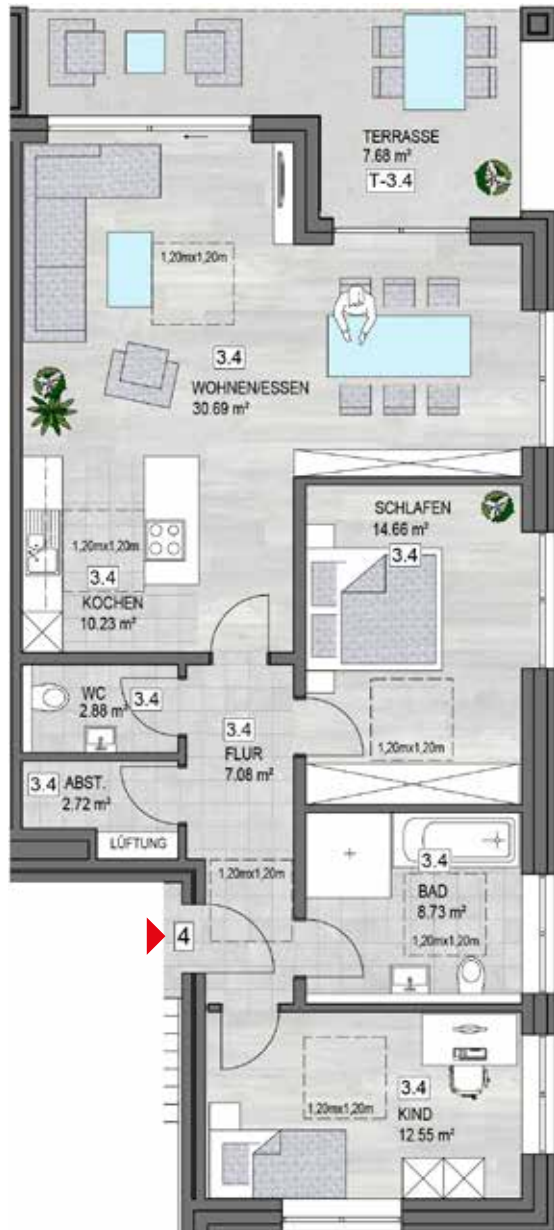 TERRASSE
7.68 m²
T-3.4
1,20mx1,20m
3.4
WOHNEN/ESSEN
30.69 m²
SCHLAFEN
14.66 m²
3.4
1,20mx1,20m
3.4
KOCHEN
10.23 m²
WC
2.88 m²
3.4
3.4
FLUR
7.08 m²
1,20mx1,20m
3.4 ABST.
2.72 m²
LÜFTUNG
1,20mx1,20m
3.4
BAD
8.73 m²
1,20mx1,20m
4
3.4
KIND
12.55 m²
1,20mx1,20m